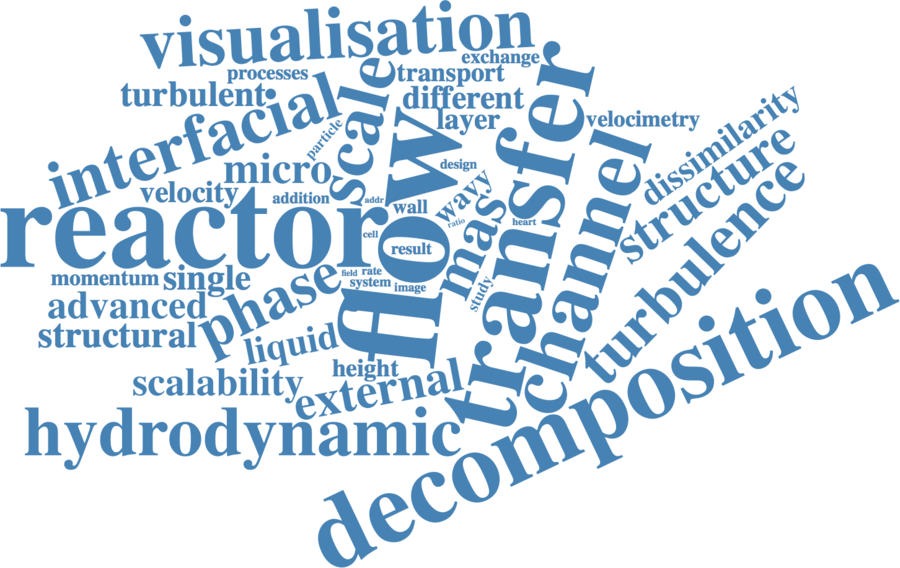 visualisation
exchange
processes
transport
turbulent
scale
different
interfacial
layer
transfer
velocimetry
particle
flow
micro
design
dissimilarity
velocity
addition
addr
wavy
wall
structure
reactor
ratio
heart
cell
result
mass
channel
turbulence
momentum
single
phase
field
rate
system
image
study
advanced
structural
liquid
height
scalability
external
hydrodynamic
decomposition